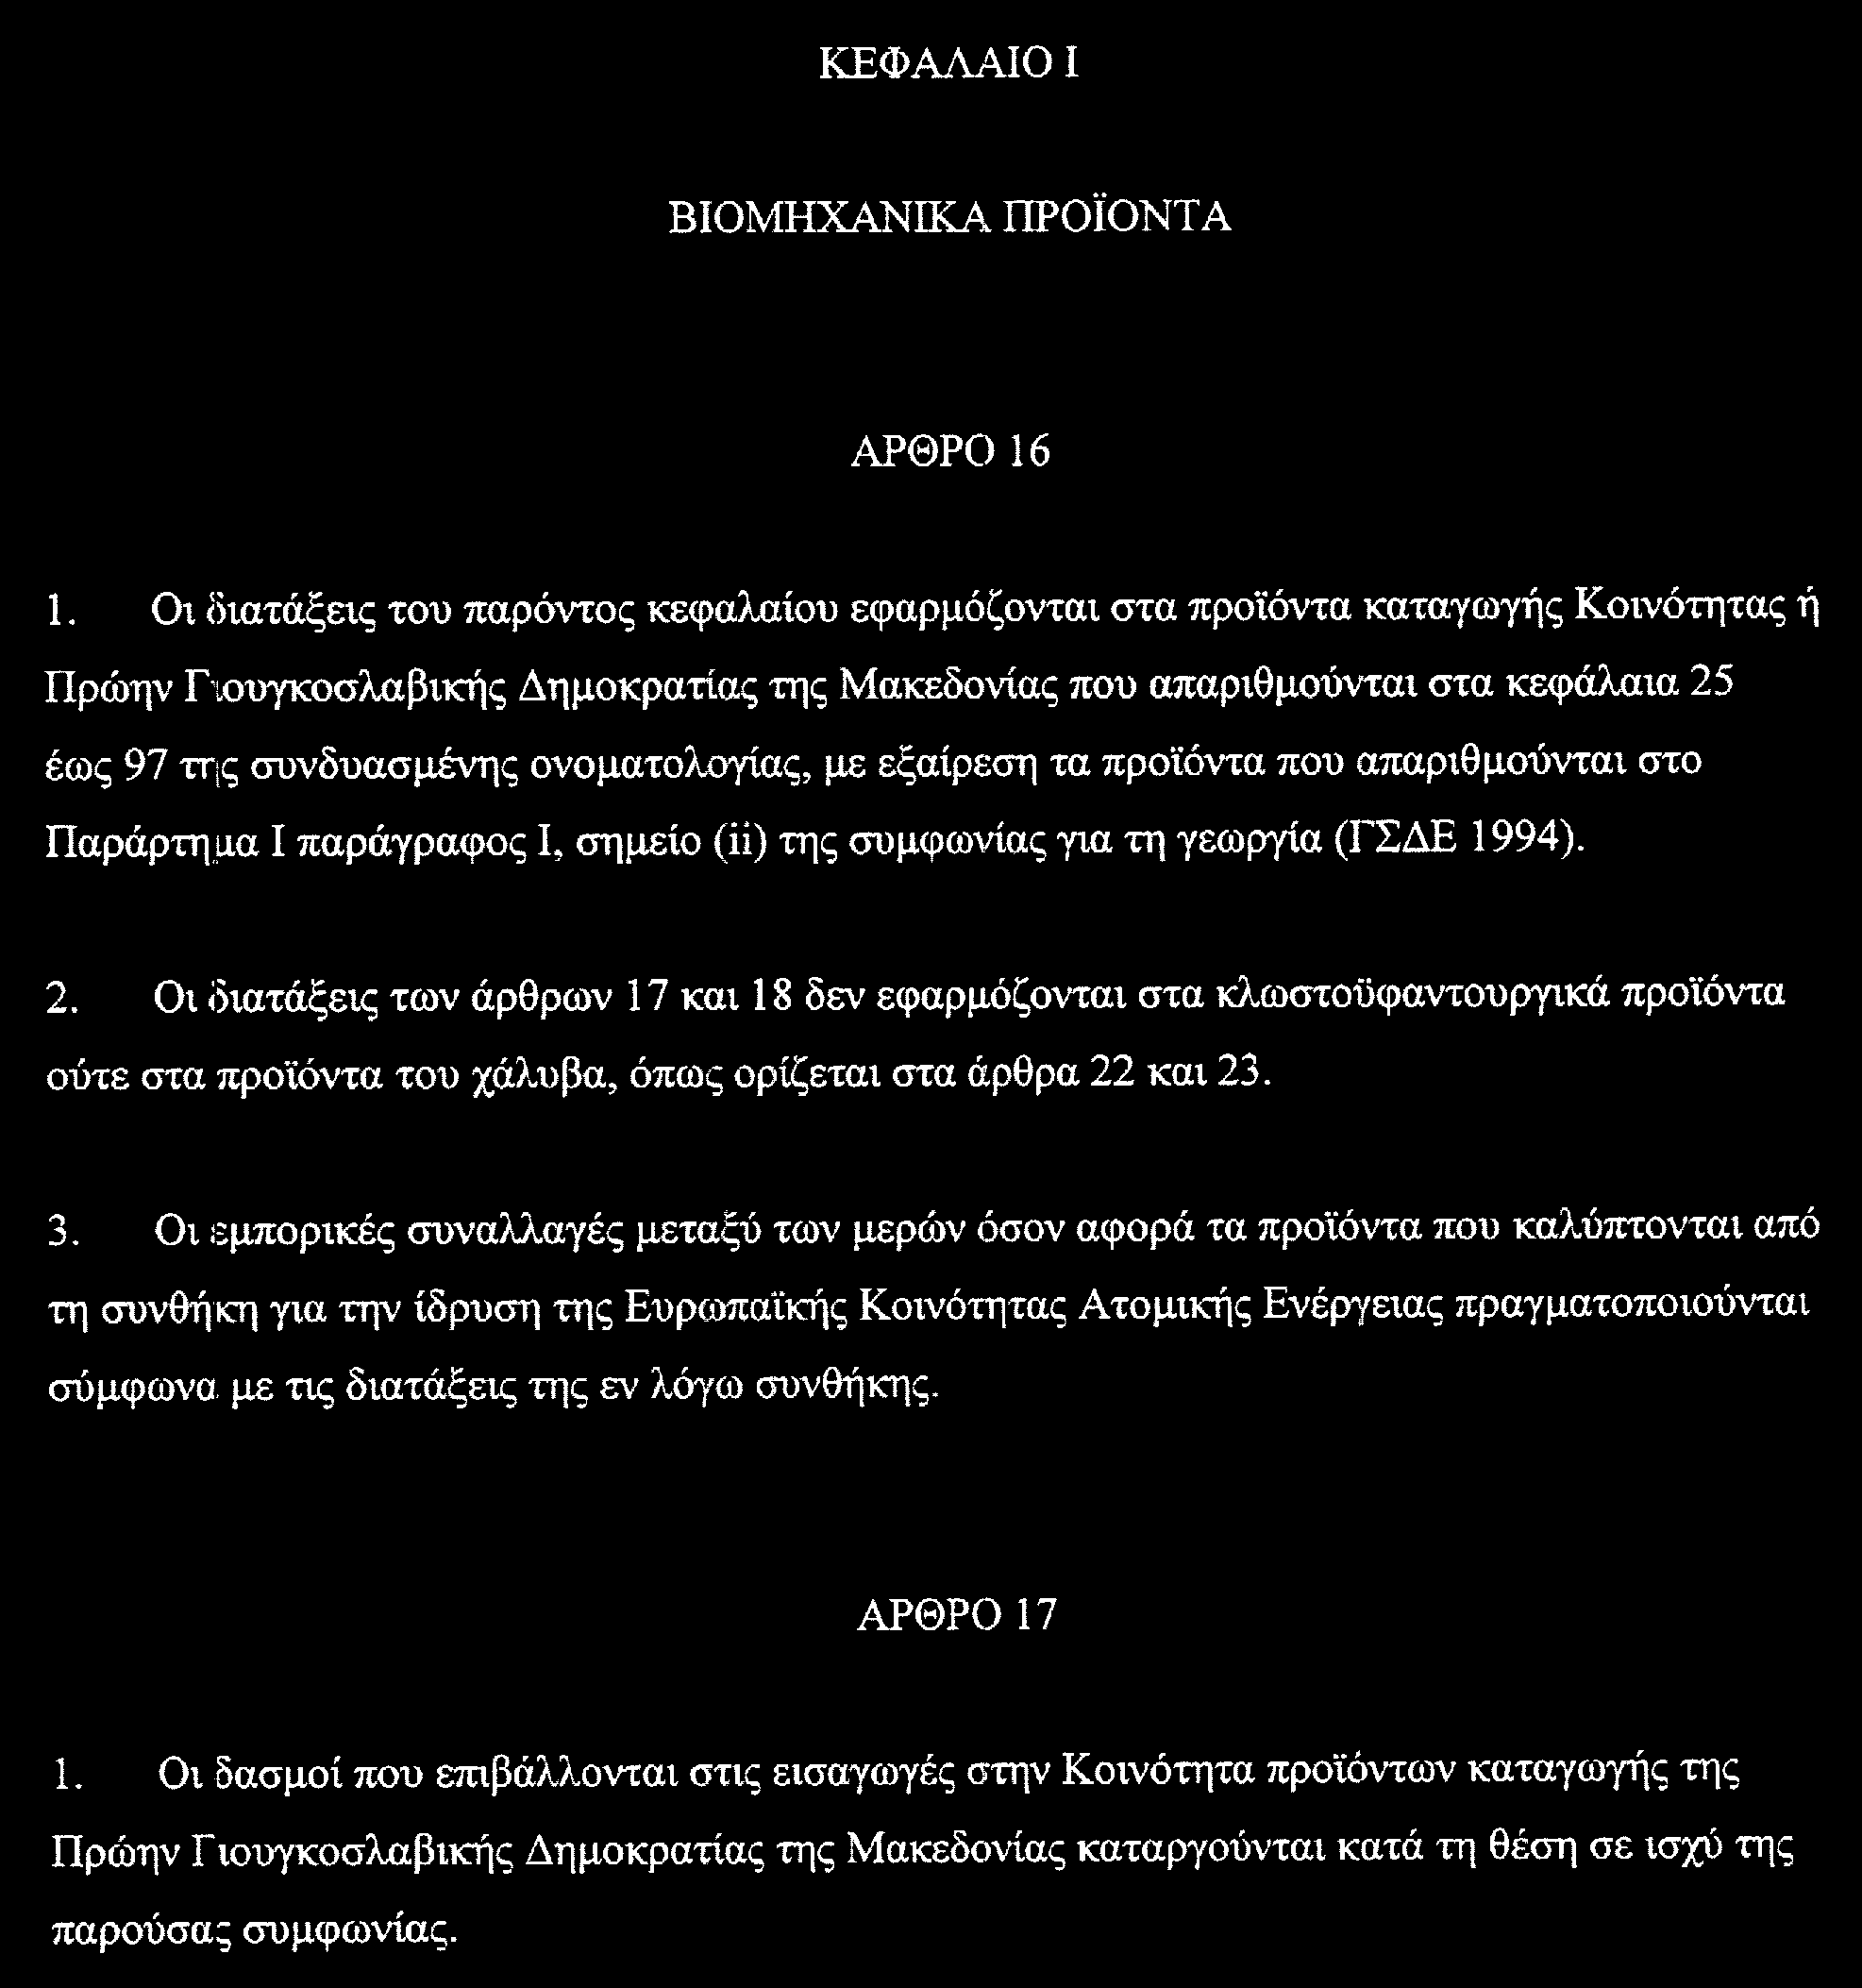 ΚΕΦΑΛΑΙΟ Ι
ΒΙΟΜΗΧΑΝΙΚΑ ΠΡΟΪΟΝΤΑ
ΑΡΘΡΟ 16
1. Οι διατάξεις του παρόντος κεφαλαίου εφαρμόζονται στα προϊόντα καταγωγής Κοινότητας ή
Πρώην Γιουγκοσλαβικής Δημοκρατίας της Μακεδονίας που απαριθμούνται στα κεφάλαια 25
έως 97 της συνδυασμένης ονοματολογίας, με εξαίρεση τα προϊόντα που απαριθμούνται στο
Παράρτημα Ι παράγραφος Ι, σημείο (ii) της συμφωνίας για τη γεωργία (ΓΣΔΕ 1994).
2. Οι διατάξεις των άρθρων 17 και 18 δεν εφαρμόζονται στα κλωστοϋφαντουργικά προϊόντα
ούτε στα προϊόντα του χάλυβα, όπως ορίζεται στα άρθρα 22 και 23.
3. Οι εμπορικές συναλλαγές μεταξύ των μερών όσον αφορά τα προϊόντα που καλύπτονται από
τη συνθήκη για την ίδρυση της Ευρωπαϊκής Κοινότητας Ατομικής Ενέργειας πραγματοποιούνται
σύμφωνα με τις διατάξεις της εν λόγω συνθήκης.
ΑΡΘΡΟ 17
1. Οι δασμοί που επιβάλλονται στις εισαγωγές στην Κοινότητα προϊόντων καταγωγής της
Πρώην Γιουγκοσλαβικής Δημοκρατίας της Μακεδονίας καταργούνται κατά τη θέση σε ισχύ της
παρούσας συμφωνίας.